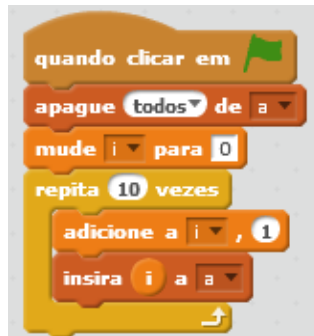 quando clicar em
apague todos de a
mude i para 0
repita 10 vezes
adicione a i , 1
insira i a a